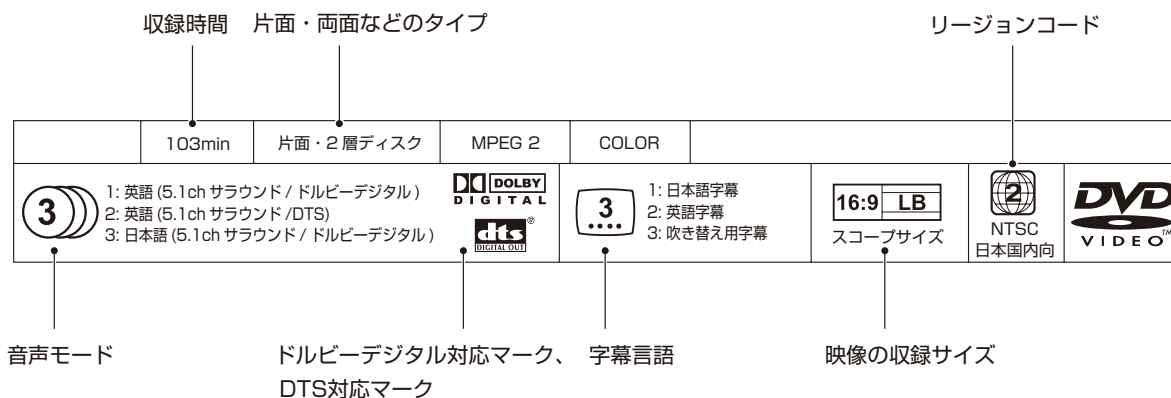 収録時間
片面・両面などのタイプ
リージョンコード
103min
片面・2 層ディスク
MPEG 2
COLOR
3
1: 英語 (5.1ch サラウンド / ドルビーデジタル )
2: 英語 (5.1ch サラウンド /DTS)
3: 日本語 (5.1ch サラウンド / ドルビーデジタル )
DOLBY
DIGITAL
dts®
DIGITAL OUT
3
1: 日本語字幕
2: 英語字幕
3: 吹き替え用字幕
16:9 LB
スコープサイズ
2
NTSC
日本国内向
DVD
VIDEO™
音声モード
ドルビーデジタル対応マーク、
DTS対応マーク
字幕言語
映像の収録サイズ